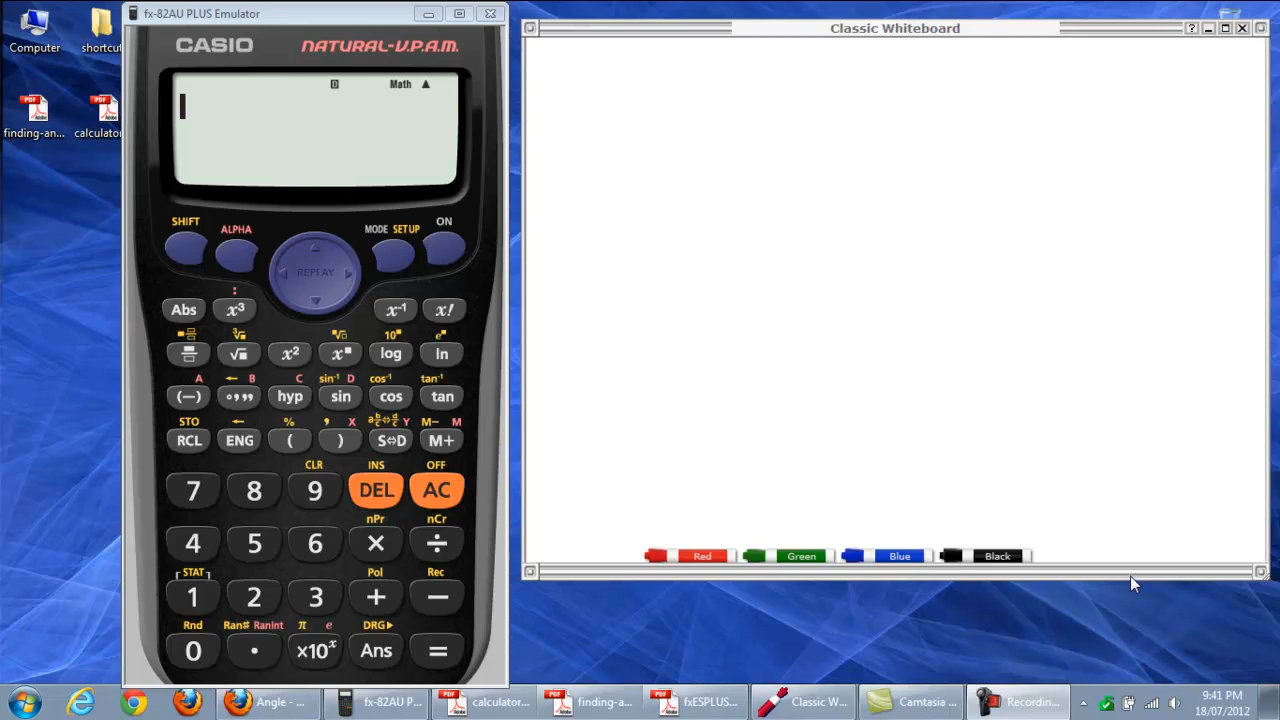 fx-82AU PLUS Emulator
Classic Whiteboard
?
Computer
shortcut
finding-an...
calculator
CASIO
NATURAL-V.P.A.M.
D Math ▲
SHIFT
ALPHA
MODE SETUP
ON
REPLAY
:
Abs x³ x⁻¹ x!
³√■ ■√□ 10■ e■
√■ x² x■ log ln
A ← B C sin⁻¹ D cos⁻¹ tan⁻¹
(−) °,,, hyp sin cos tan
STO ← % , X a b/c⇔d/c Y M− M
RCL ENG ( ) S⇔D M+
CLR INS OFF
7 8 9 DEL AC
nPr nCr
4 5 6 × ÷
STAT Pol Rec
1 2 3 + −
Rnd Ran# RanInt π e DRG▶
0 · ×10ˣ Ans =
Red Green Blue Black
Angle - ...
fx-82AU P...
calculator...
finding-an...
fxESPLUS...
Classic W...
Camtasia ...
Recordin...
9:41 PM
18/07/2012